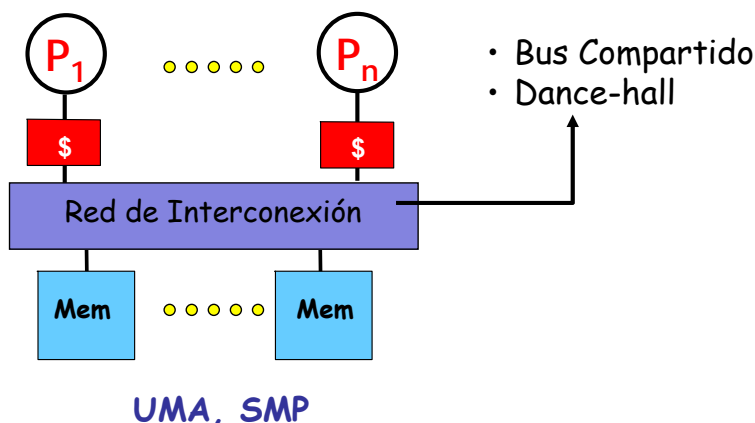 P1 Pn
• Bus Compartido
• Dance-hall
$ $
Red de Interconexión
Mem Mem
UMA, SMP